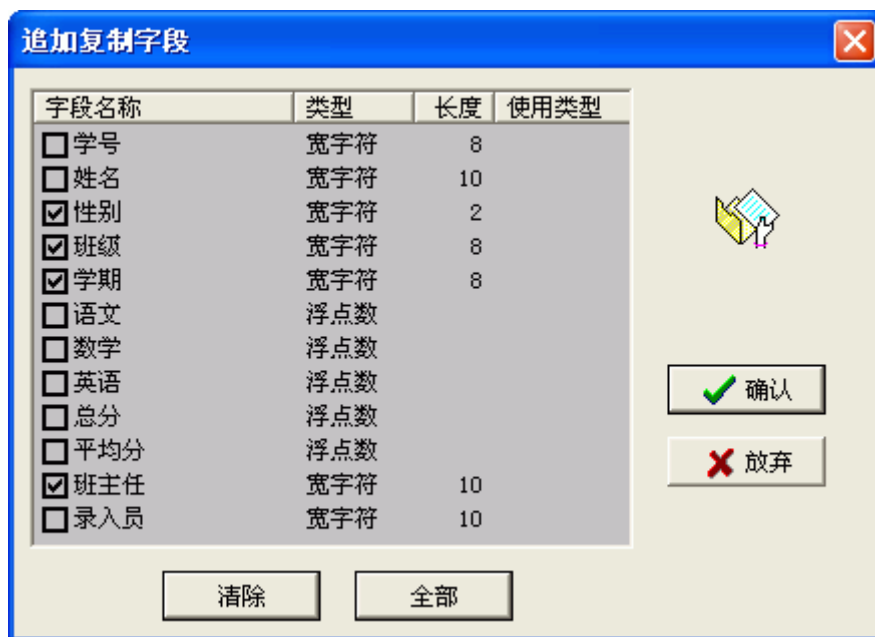 追加复制字段
字段名称 类型 长度 使用类型
学号 宽字符 8
姓名 宽字符 10
性别 宽字符 2
班级 宽字符 8
学期 宽字符 8
语文 浮点数
数学 浮点数
英语 浮点数
总分 浮点数
平均分 浮点数
班主任 宽字符 10
录入员 宽字符 10
确认
放弃
清除 全部